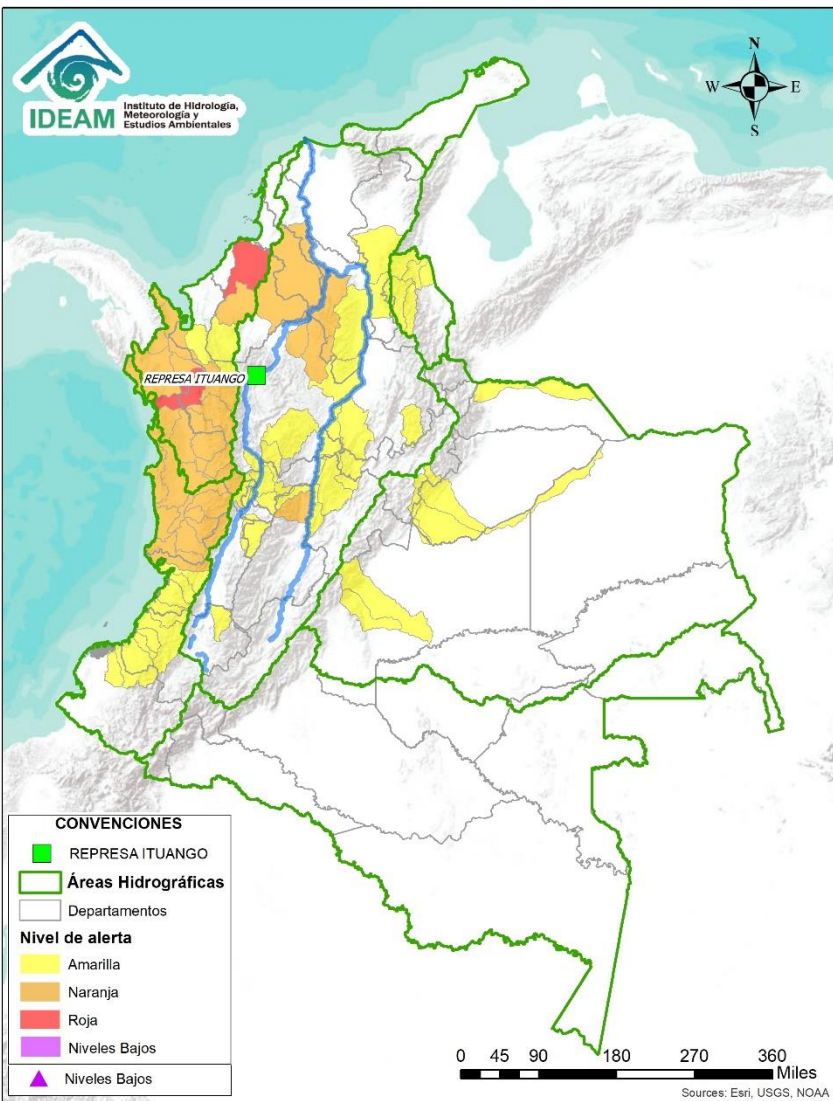 IDEAM
Instituto de Hidrología,
Meteorología y
Estudios Ambientales
N
W
E
S
REPRESA ITUANGO
CONVENCIONES
REPRESA ITUANGO
Áreas Hidrográficas
Departamentos
Nivel de alerta
Amarilla
Naranja
Roja
Niveles Bajos
Niveles Bajos
0 45 90 180 270 360
Miles
Sources: Esri, USGS, NOAA